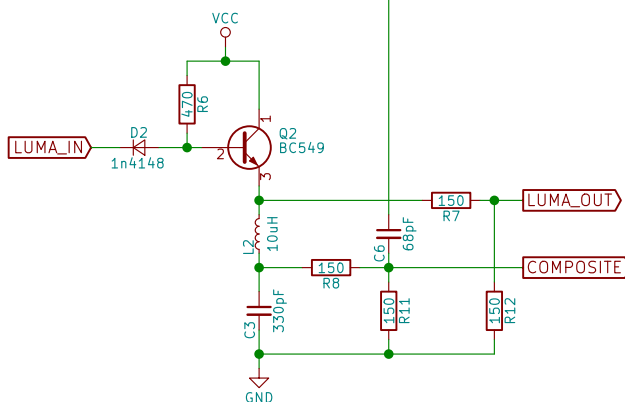 VCC
470
R6
1
Q2
BC549
D2
LUMA_IN
2
1n4148
3
150
LUMA_OUT
R7
L2
10uH
C6
68pF
150
COMPOSITE
R8
C3
330pF
150
R11
150
R12
GND